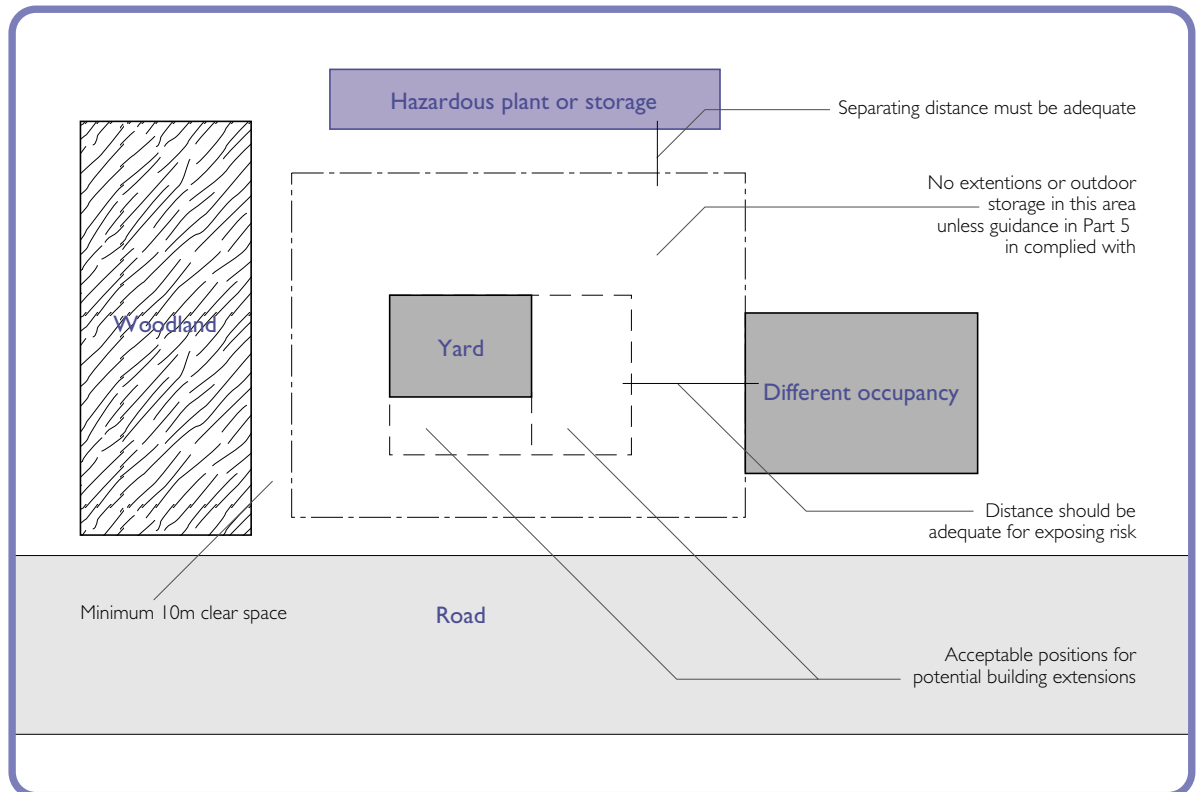 Hazardous plant or storage
Separating distance must be adequate
No extentions or outdoor
storage in this area
unless guidance in Part 5
in complied with
Woodland
Yard
Different occupancy
Distance should be
adequate for exposing risk
Minimum 10m clear space
Road
Acceptable positions for
potential building extensions